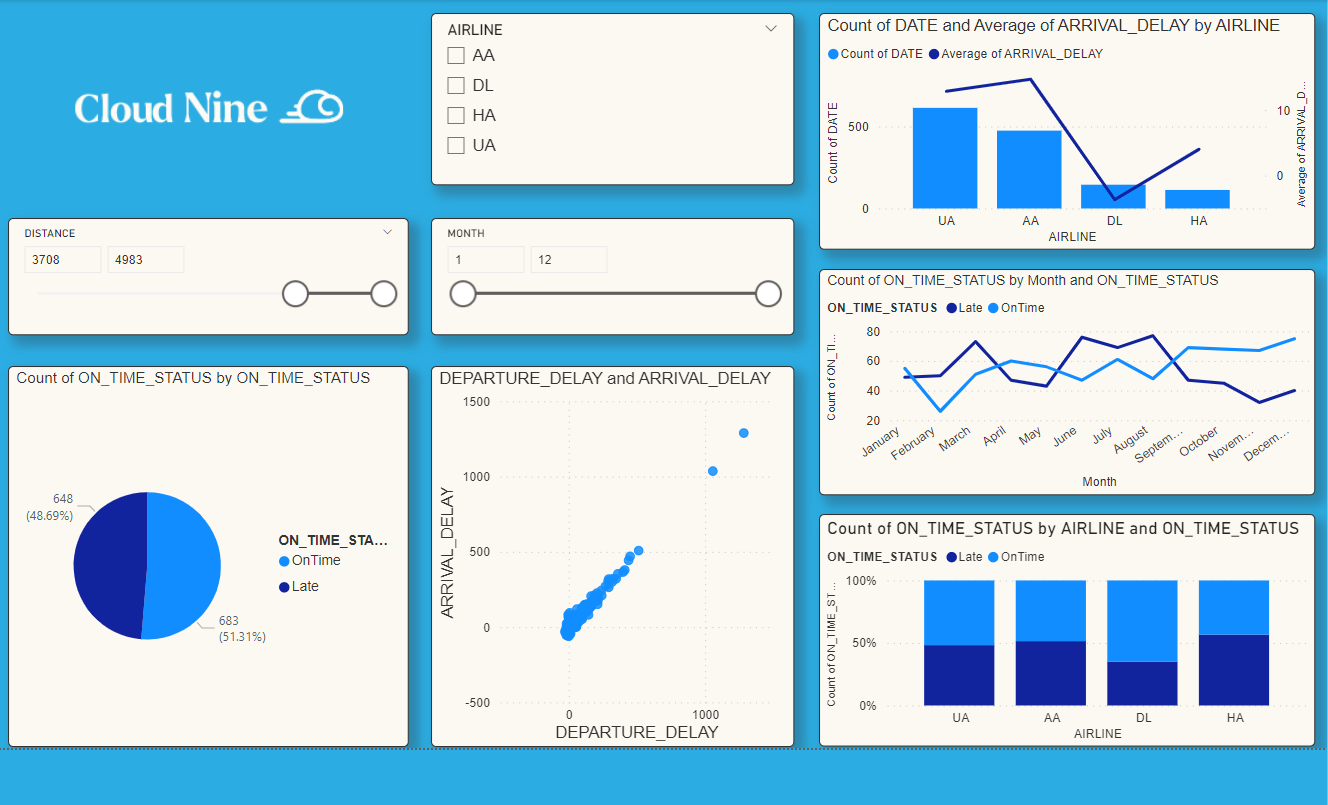 Cloud Nine
AIRLINE
AA
DL
HA
UA
DISTANCE
3708 4983
MONTH
1 12
Count of ON_TIME_STATUS by ON_TIME_STATUS
648
(48.69%)
683
(51.31%)
ON_TIME_STA...
OnTime
Late
DEPARTURE_DELAY and ARRIVAL_DELAY
ARRIVAL_DELAY
1500
1000
500
0
-500
0 1000
DEPARTURE_DELAY
Count of DATE and Average of ARRIVAL_DELAY by AIRLINE
Count of DATE Average of ARRIVAL_DELAY
Count of DATE
500
0
10
0
Average of ARRIVAL_D...
UA AA DL HA
AIRLINE
Count of ON_TIME_STATUS by Month and ON_TIME_STATUS
ON_TIME_STATUS Late OnTime
Count of ON_TI...
80
60
40
20
January February March April May June July August Septem... October Novem... Decem...
Month
Count of ON_TIME_STATUS by AIRLINE and ON_TIME_STATUS
ON_TIME_STATUS Late OnTime
Count of ON_TIME_ST...
100%
50%
0%
UA AA DL HA
AIRLINE